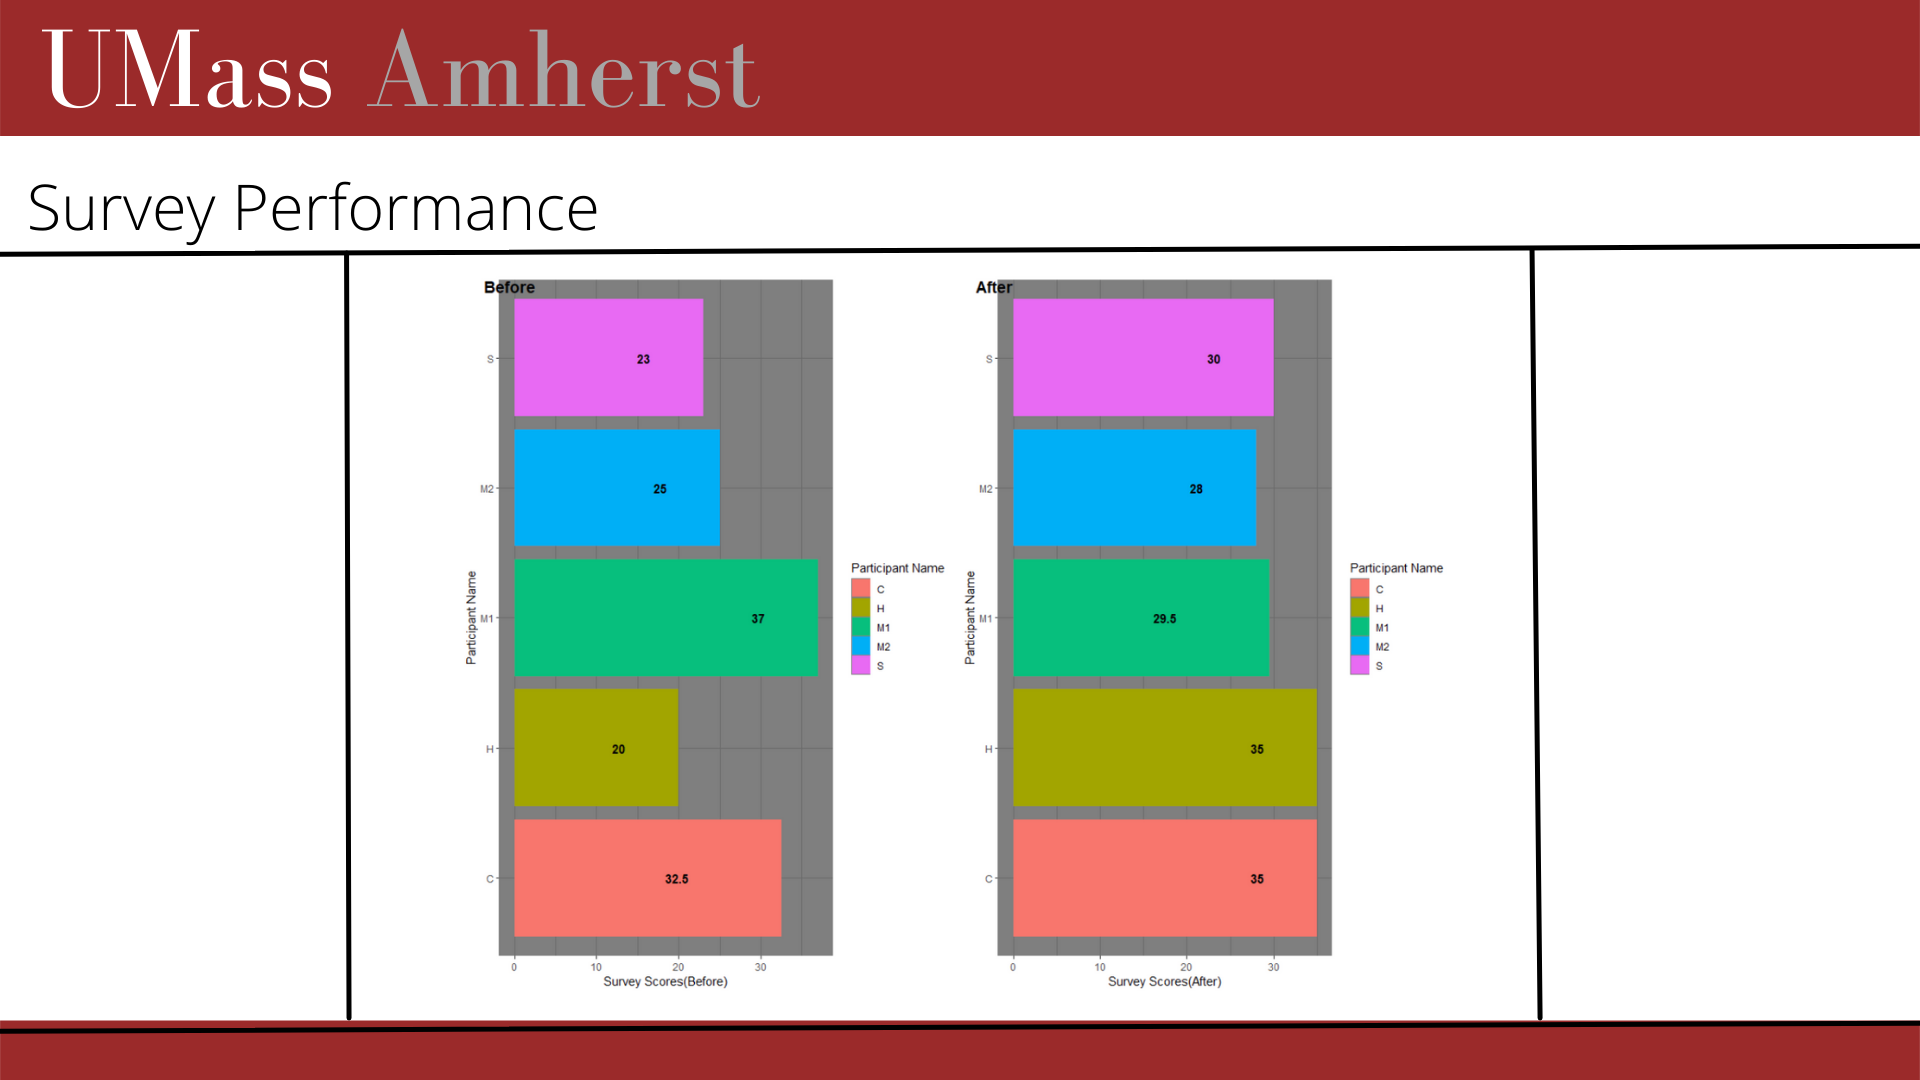 UMass Amherst
Survey Performance
Before
S
23
M2
25
M1
37
H
20
C
32.5
0 10 20 30
Survey Scores(Before)
Participant Name
Participant Name
C
H
M1
M2
S
After
S
30
M2
28
M1
29.5
H
35
C
35
0 10 20 30
Survey Scores(After)
Participant Name
Participant Name
C
H
M1
M2
S